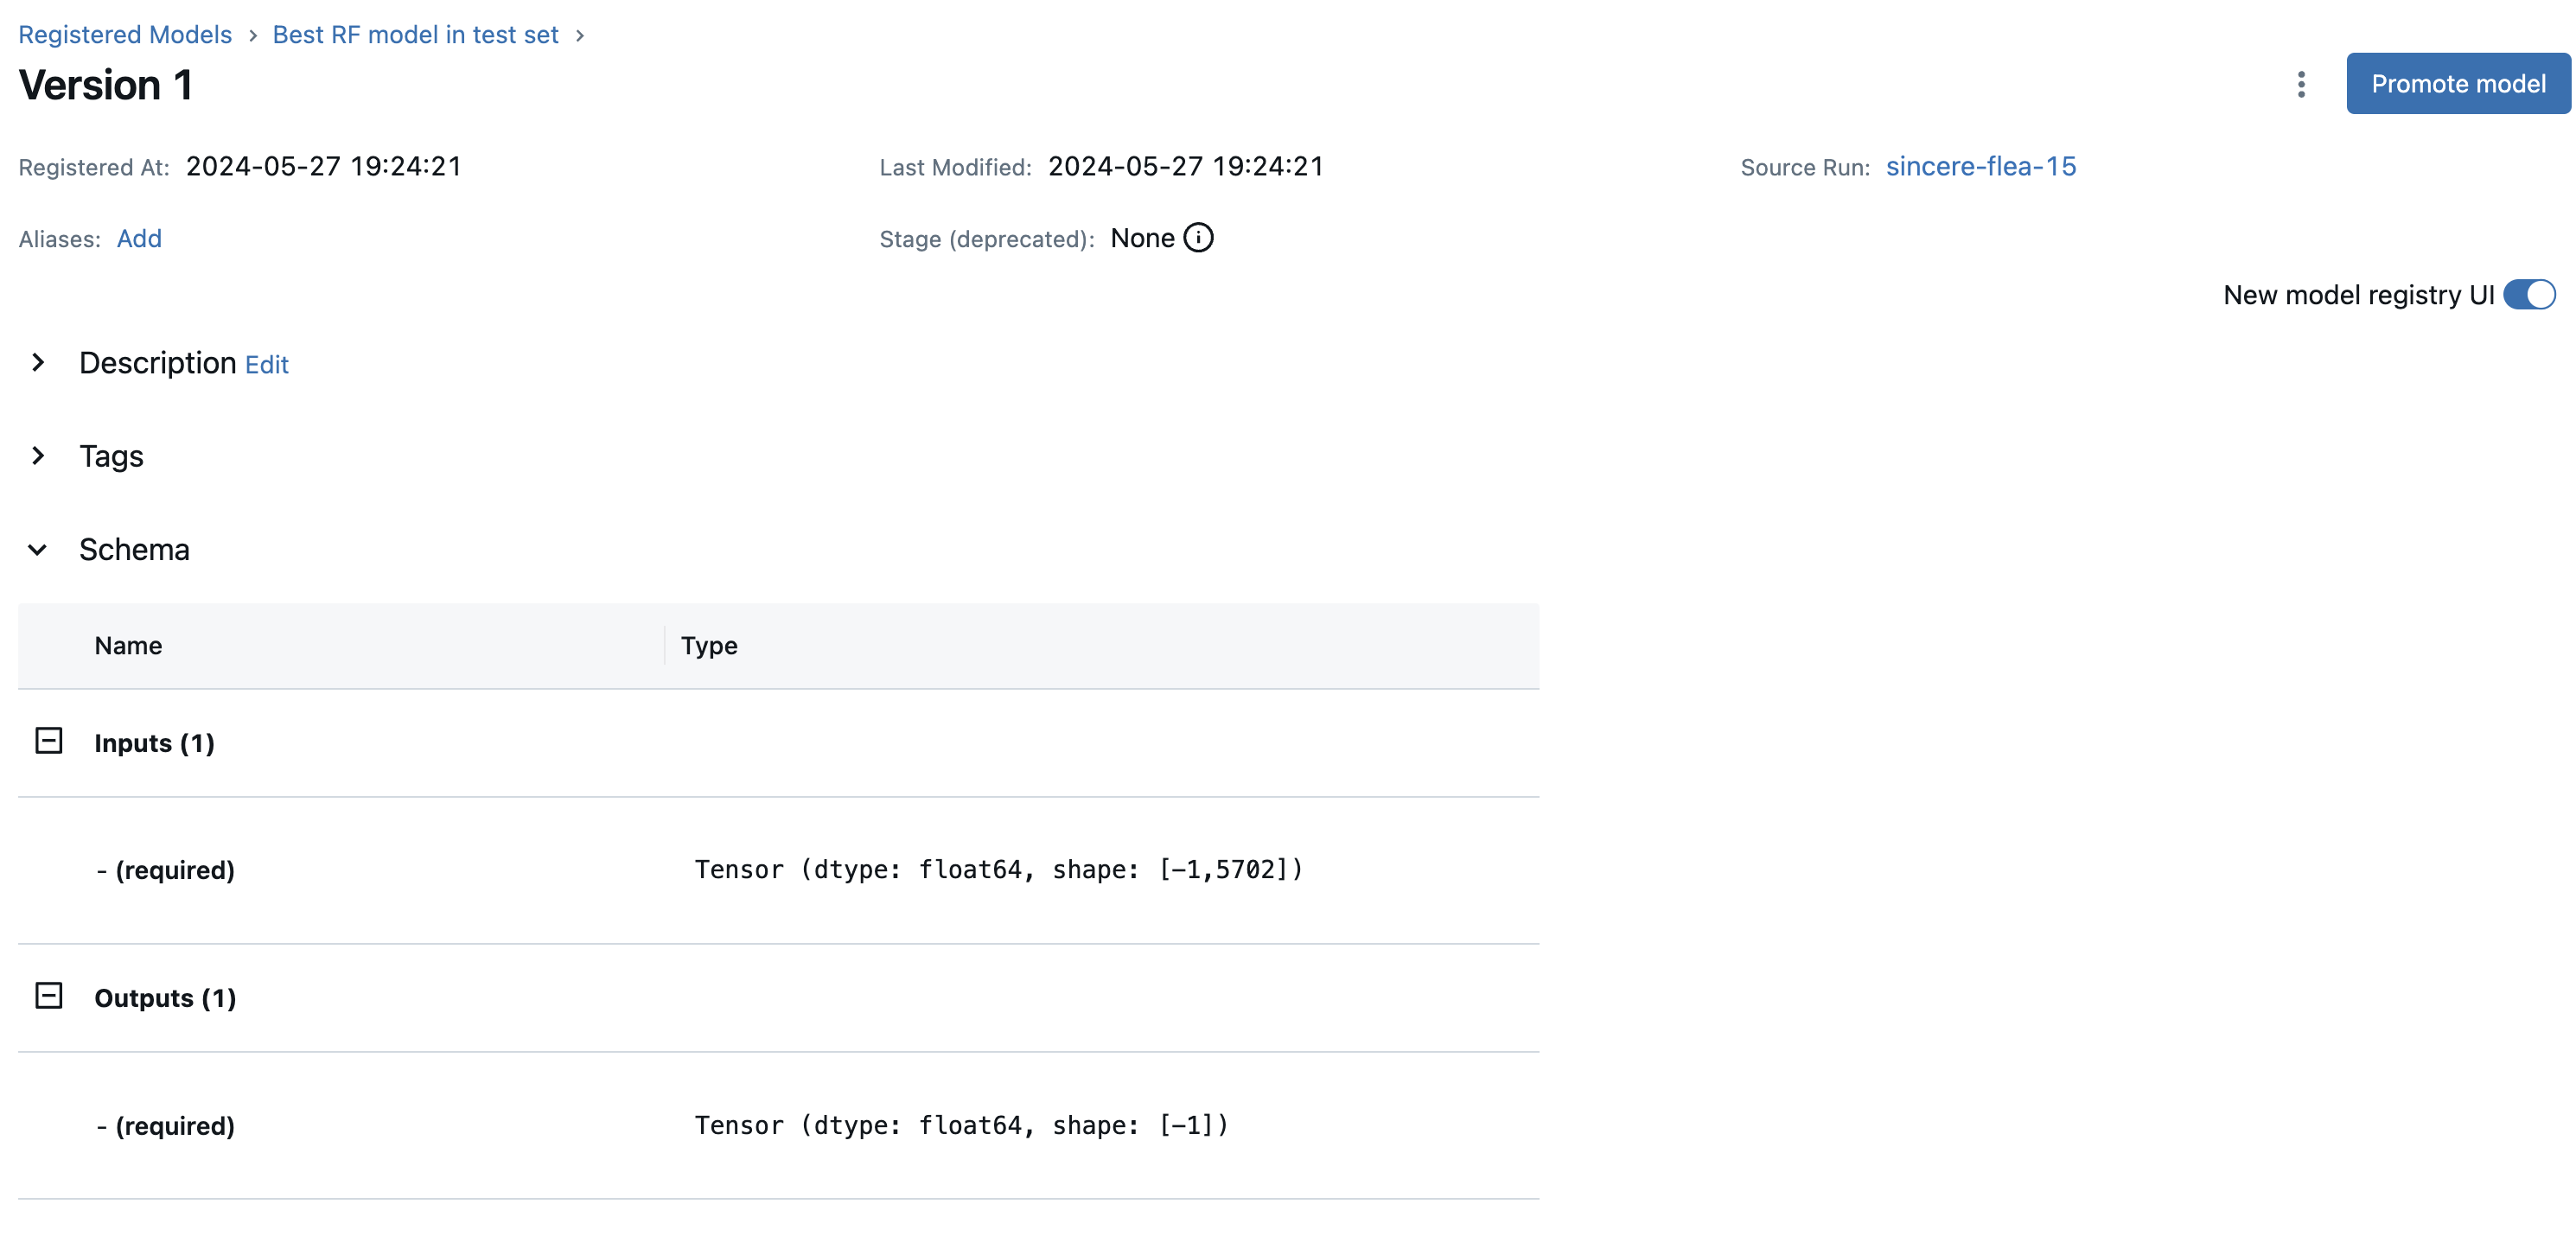 Registered Models > Best RF model in test set >
Version 1
Promote model
Registered At: 2024-05-27 19:24:21
Last Modified: 2024-05-27 19:24:21
Source Run: sincere-flea-15
Aliases: Add
Stage (deprecated): None
New model registry UI
Description Edit
Tags
Schema
Name Type
Inputs (1)
- (required) Tensor (dtype: float64, shape: [-1,5702])
Outputs (1)
- (required) Tensor (dtype: float64, shape: [-1])